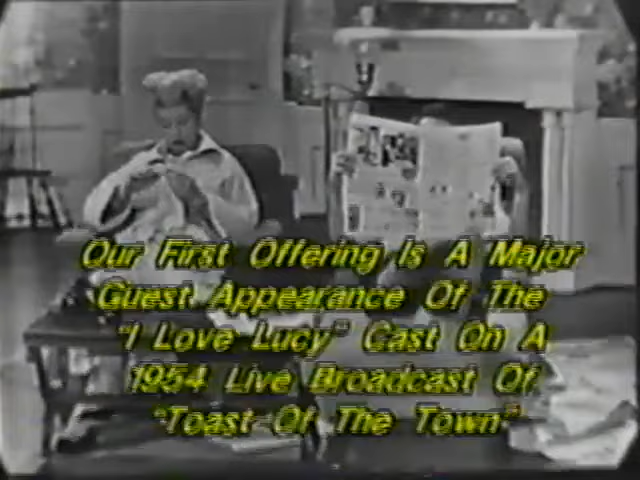 Our First Offering Is A Major
Guest Appearance Of The
"I Love Lucy" Cast On A
1954 Live Broadcast Of
"Toast Of The Town"